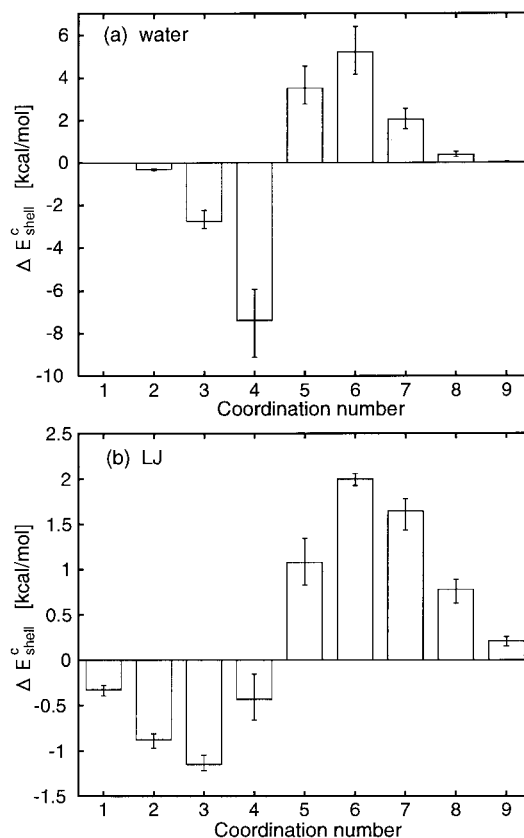 (a) water
6
4
2
0
-2
-4
-6
-8
-10
Δ E^c_shell [kcal/mol]
1 2 3 4 5 6 7 8 9
Coordination number
(b) LJ
2.5
2
1.5
1
0.5
0
-0.5
-1
-1.5
Δ E^c_shell [kcal/mol]
1 2 3 4 5 6 7 8 9
Coordination number